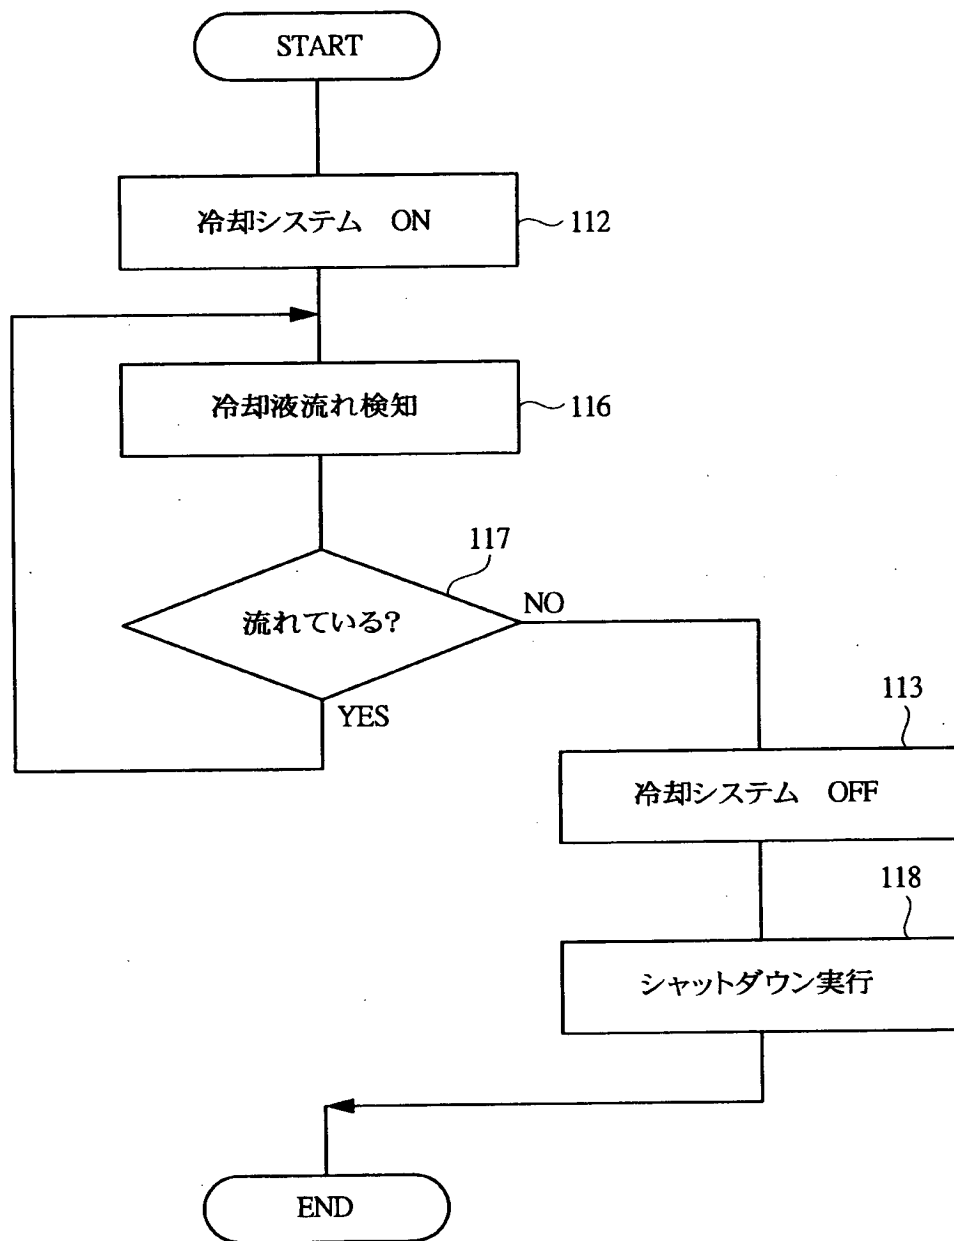 START
冷却システム　ON
112
冷却液流れ検知
116
117
流れている?
NO
YES
113
冷却システム　OFF
118
シャットダウン実行
END